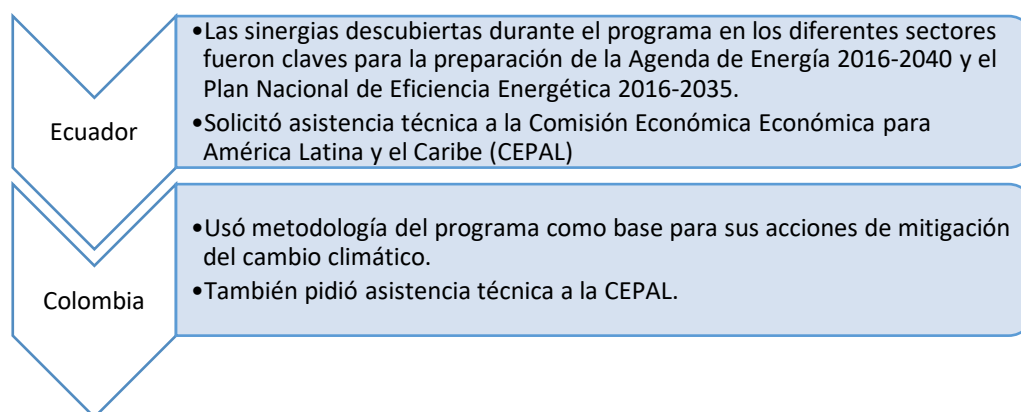 Ecuador
•Las sinergias descubiertas durante el programa en los diferentes sectores
fueron claves para la preparación de la Agenda de Energía 2016-2040 y el
Plan Nacional de Eficiencia Energética 2016-2035.
•Solicitó asistencia técnica a la Comisión Económica Económica para
América Latina y el Caribe (CEPAL)
Colombia
•Usó metodología del programa como base para sus acciones de mitigación
del cambio climático.
•También pidió asistencia técnica a la CEPAL.